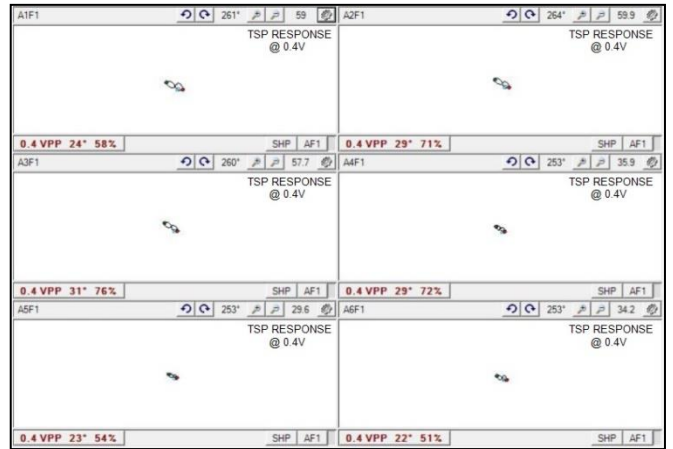 A1F1 261° 59
TSP RESPONSE
@ 0.4V
0.4 VPP 24° 58% SHP AF1
A2F1 264° 59.9
TSP RESPONSE
@ 0.4V
0.4 VPP 29° 71% SHP AF1
A3F1 260° 57.7
TSP RESPONSE
@ 0.4V
0.4 VPP 31° 76% SHP AF1
A4F1 253° 35.9
TSP RESPONSE
@ 0.4V
0.4 VPP 29° 72% SHP AF1
A5F1 253° 29.6
TSP RESPONSE
@ 0.4V
0.4 VPP 23° 54% SHP AF1
A6F1 253° 34.2
TSP RESPONSE
@ 0.4V
0.4 VPP 22° 51% SHP AF1